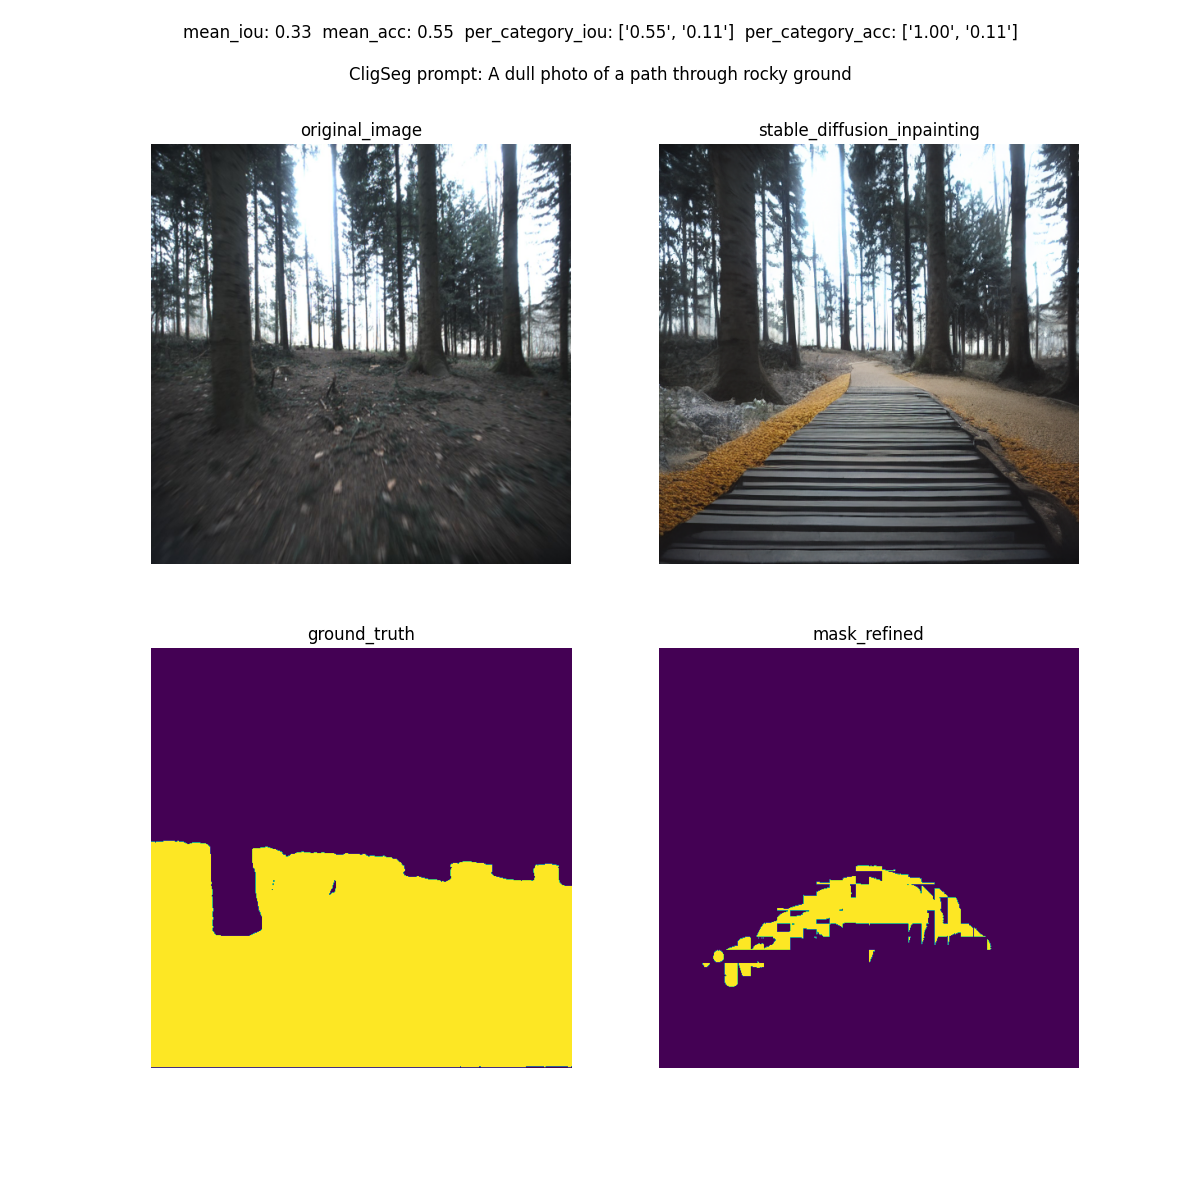 mean_iou: 0.33  mean_acc: 0.55  per_category_iou: ['0.55', '0.11']  per_category_acc: ['1.00', '0.11']
CligSeg prompt: A dull photo of a path through rocky ground
original_image
stable_diffusion_inpainting
ground_truth
mask_refined